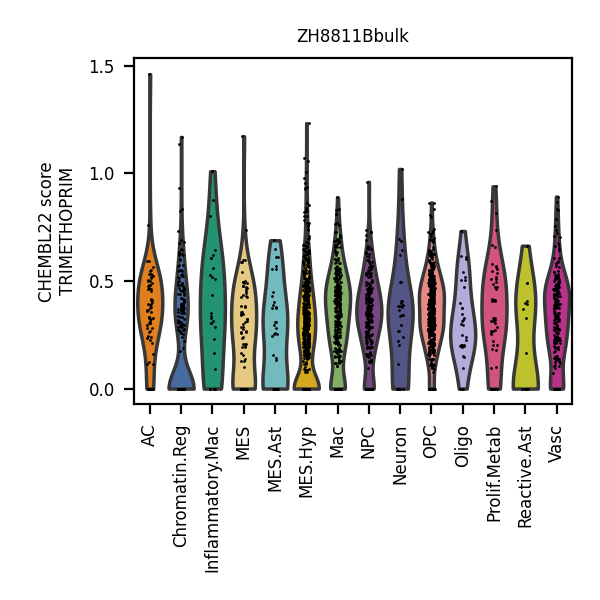 ZH8811Bbulk
CHEMBL22 score
TRIMETHOPRIM
1.5
1.0
0.5
0.0
AC
Chromatin.Reg
Inflammatory.Mac
MES
MES.Ast
MES.Hyp
Mac
NPC
Neuron
OPC
Oligo
Prolif.Metab
Reactive.Ast
Vasc